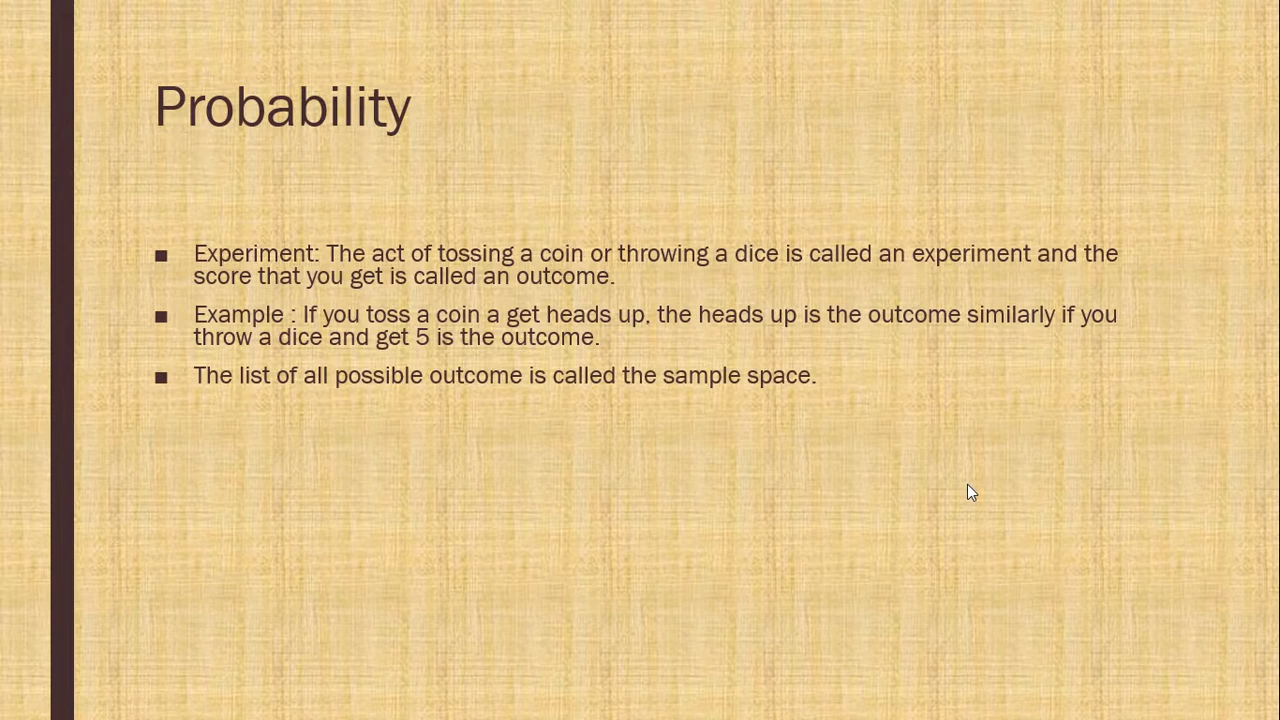 Probability
■ Experiment: The act of tossing a coin or throwing a dice is called an experiment and the
score that you get is called an outcome.
■ Example : If you toss a coin a get heads up, the heads up is the outcome similarly if you
throw a dice and get 5 is the outcome.
■ The list of all possible outcome is called the sample space.